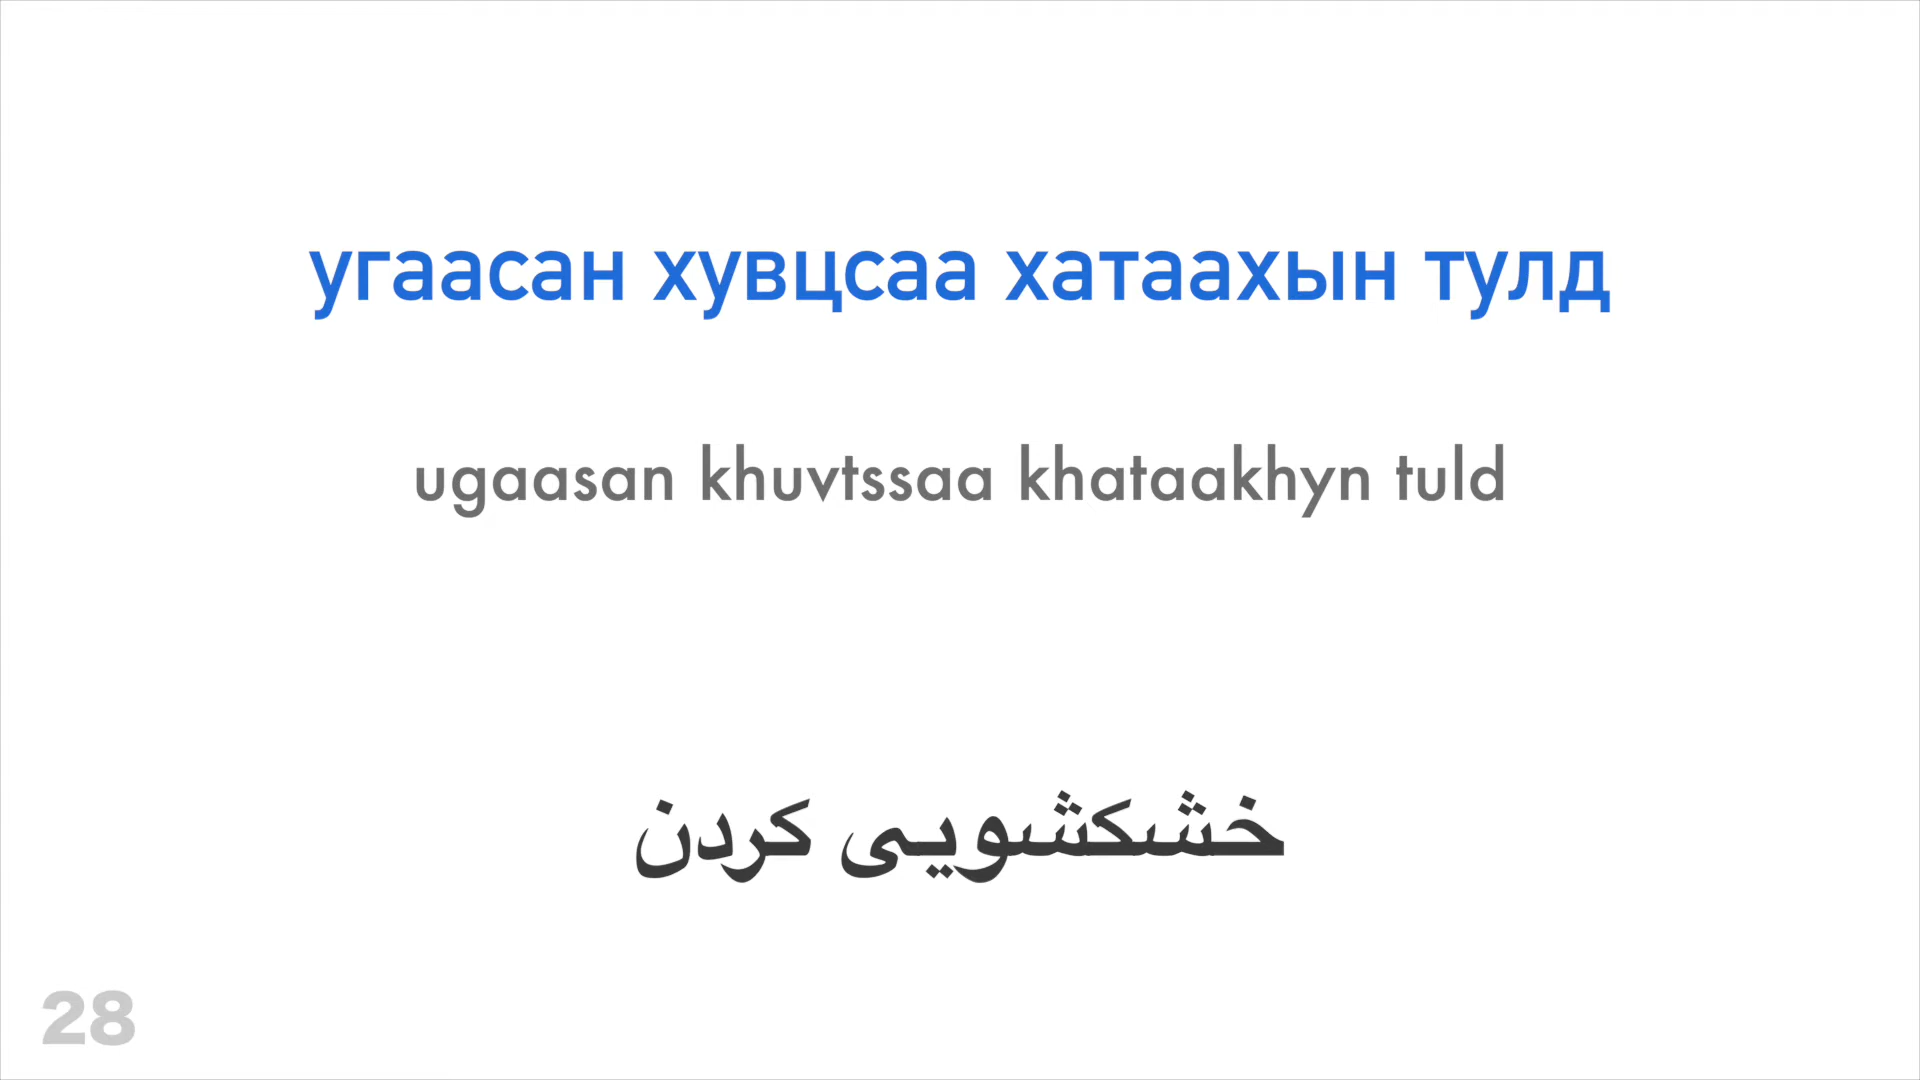 угаасан хувцсаа хатаахын тулд
ugaasan khuvtssaa khataakhyn tuld
خشکشویی کردن
28